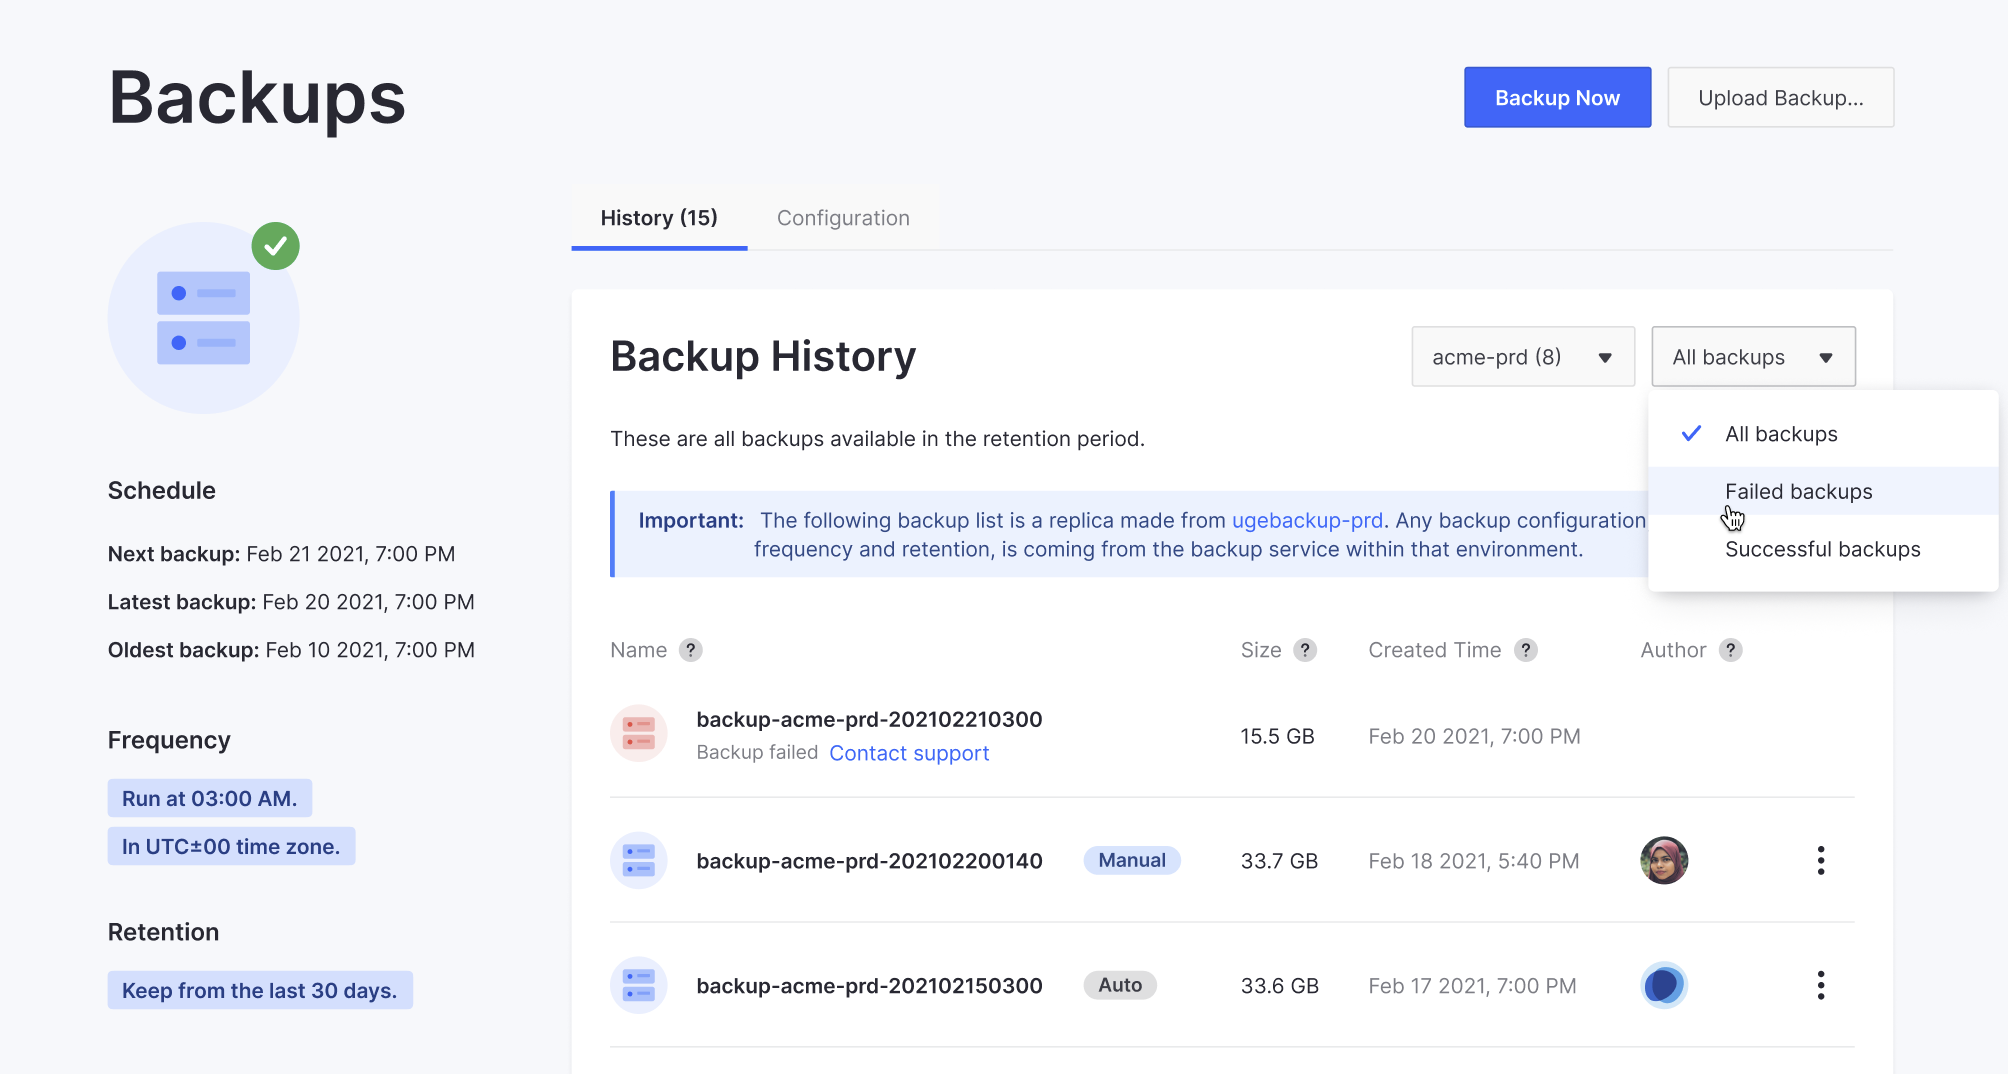 Backups
Backup Now
Upload Backup...
History (15)
Configuration
Schedule
Next backup: Feb 21 2021, 7:00 PM
Latest backup: Feb 20 2021, 7:00 PM
Oldest backup: Feb 10 2021, 7:00 PM
Frequency
Run at 03:00 AM.
In UTC±00 time zone.
Retention
Keep from the last 30 days.
Backup History
acme-prd (8)
All backups
All backups
Failed backups
Successful backups
These are all backups available in the retention period.
Important: The following backup list is a replica made from ugebackup-prd. Any backup configuration
frequency and retention, is coming from the backup service within that environment.
Name ?
Size ?
Created Time ?
Author ?
backup-acme-prd-202102210300
Backup failed Contact support
15.5 GB
Feb 20 2021, 7:00 PM
backup-acme-prd-202102200140
Manual
33.7 GB
Feb 18 2021, 5:40 PM
backup-acme-prd-202102150300
Auto
33.6 GB
Feb 17 2021, 7:00 PM